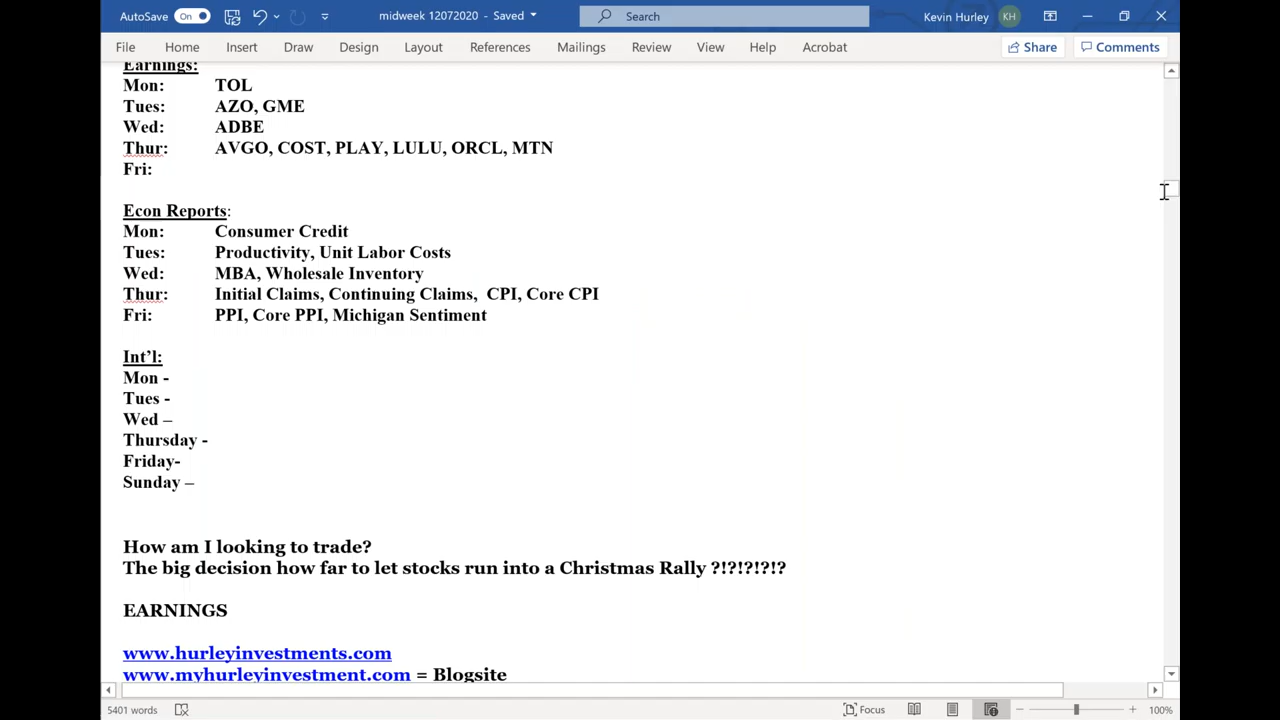 AutoSave On midweek 12072020 - Saved Search Kevin Hurley KH
File Home Insert Draw Design Layout References Mailings Review View Help Acrobat Share Comments
Earnings:
Mon: TOL
Tues: AZO, GME
Wed: ADBE
Thur: AVGO, COST, PLAY, LULU, ORCL, MTN
Fri:
Econ Reports:
Mon: Consumer Credit
Tues: Productivity, Unit Labor Costs
Wed: MBA, Wholesale Inventory
Thur: Initial Claims, Continuing Claims, CPI, Core CPI
Fri: PPI, Core PPI, Michigan Sentiment
Int’l:
Mon -
Tues -
Wed –
Thursday -
Friday-
Sunday –
How am I looking to trade?
The big decision how far to let stocks run into a Christmas Rally ?!?!?!?!?
EARNINGS
www.hurleyinvestments.com
www.myhurleyinvestment.com = Blogsite
5401 words Focus 100%